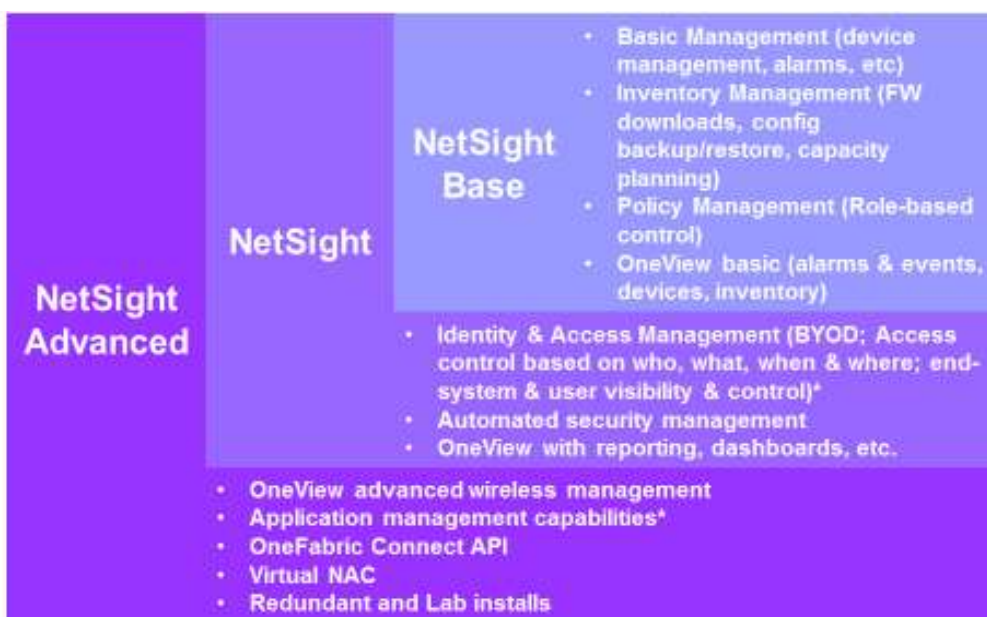 • Basic Management (device
management, alarms, etc)
• Inventory Management (FW
downloads, config
backup/restore, capacity
planning)
• Policy Management (Role-based
control)
• OneView basic (alarms & events,
devices, inventory)
NetSight
Base
NetSight
• Identity & Access Management (BYOD; Access
control based on who, what, when & where; end-
system & user visibility & control)*
• Automated security management
• OneView with reporting, dashboards, etc.
NetSight
Advanced
• OneView advanced wireless management
• Application management capabilities*
• OneFabric Connect API
• Virtual NAC
• Redundant and Lab installs